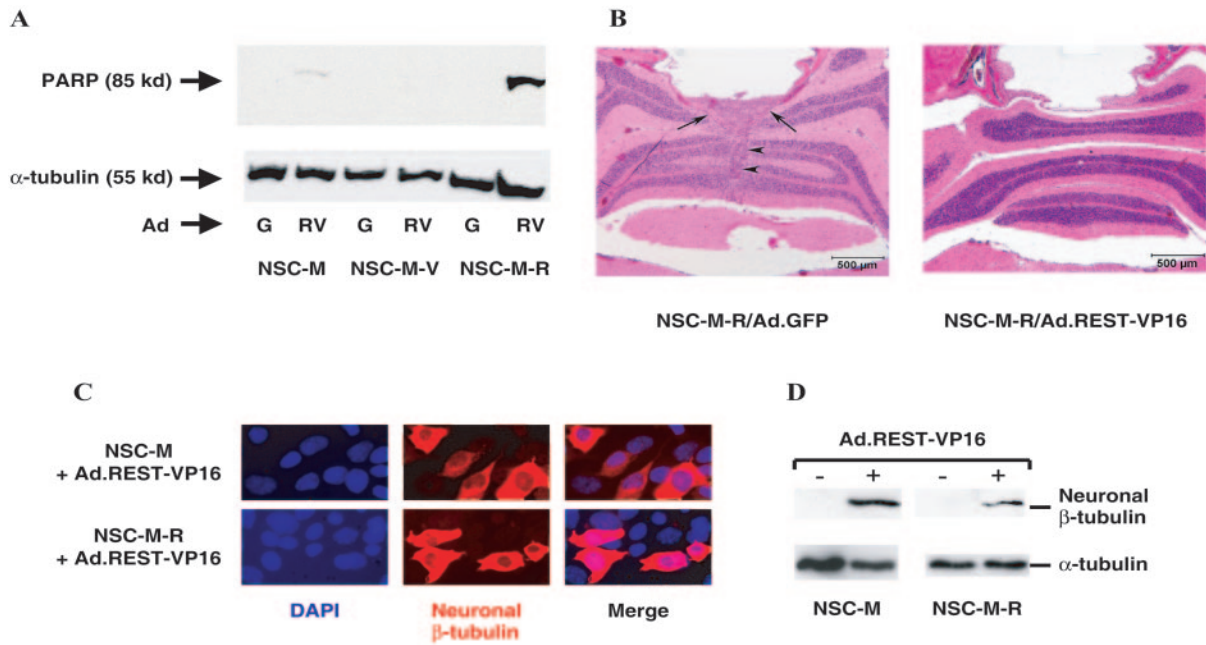 A
PARP (85 kd)
α-tubulin (55 kd)
Ad
G RV G RV G RV
NSC-M NSC-M-V NSC-M-R
B
500 µm
500 µm
NSC-M-R/Ad.GFP
NSC-M-R/Ad.REST-VP16
C
NSC-M
+ Ad.REST-VP16
NSC-M-R
+ Ad.REST-VP16
DAPI
Neuronal
β-tubulin
Merge
D
Ad.REST-VP16
- + - +
Neuronal
β-tubulin
α-tubulin
NSC-M NSC-M-R